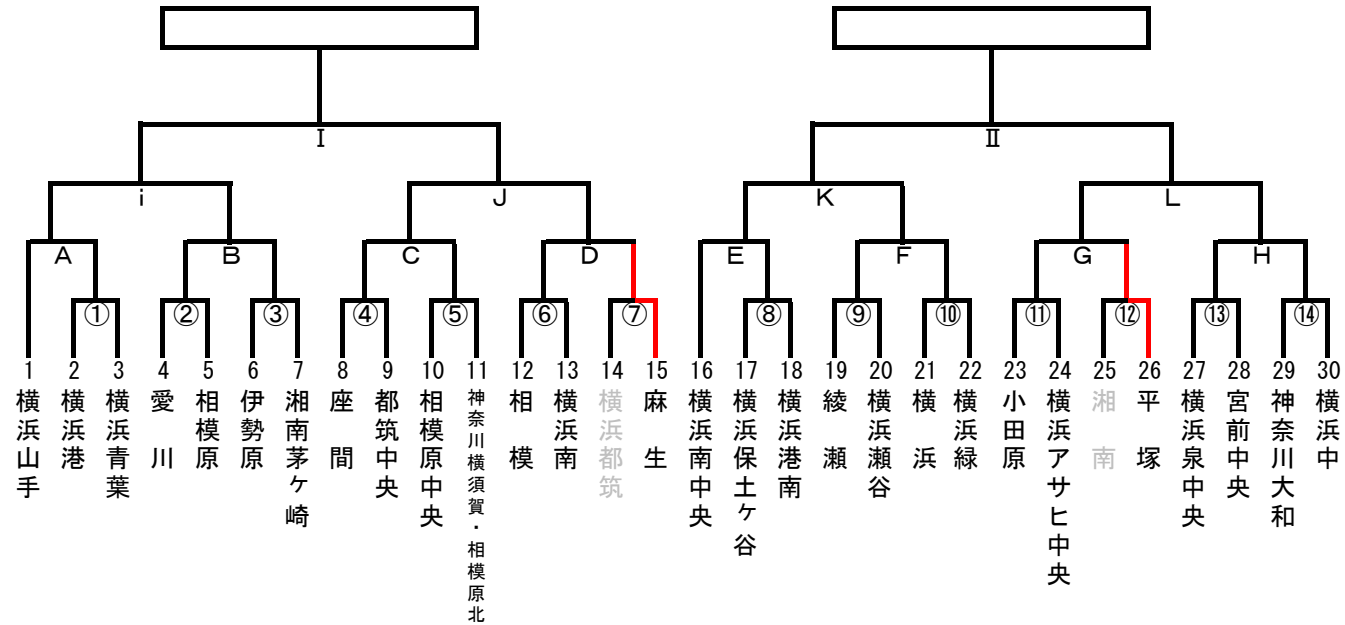 Ⅰ Ⅱ
i J K L
A B C D E F G H
① ② ③ ④ ⑤ ⑥ ⑦ ⑧ ⑨ ⑩ ⑪ ⑫ ⑬ ⑭
1 2 3 4 5 6 7 8 9 10 11 12 13 14 15 16 17 18 19 20 21 22 23 24 25 26 27 28 29 30
横浜山手
横浜港
横浜青葉
愛川
相模原
伊勢原
湘南茅ケ崎
座間
都筑中央
相模原中央
神奈川横須賀・相模原北
相模
横浜南
横浜都筑
麻生
横浜南中央
横浜保土ケ谷
横浜港南
綾瀬
横浜瀬谷
横浜
横浜緑
小田原
横浜アサヒ中央
湘南
平塚
横浜泉中央
宮前中央
神奈川大和
横浜中